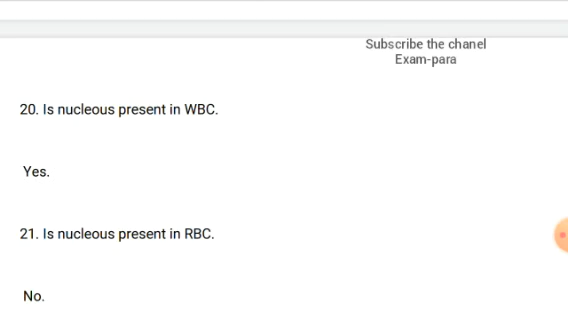 Subscribe the chanel
Exam-para
20. Is nucleous present in WBC.
Yes.
21. Is nucleous present in RBC.
No.